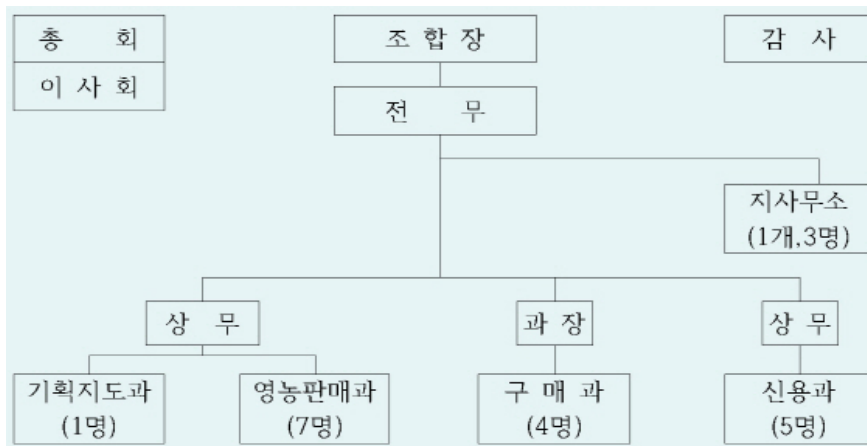 총 회
조 합 장
감 사
이 사 회
전 무
지사무소
(1개,3명)
상 무
과 장
상 무
기획지도과
(1명)
영농판매과
(7명)
구 매 과
(4명)
신용과
(5명)